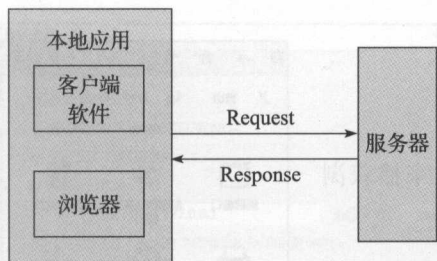 本地应用
客户端
软件
浏览器
Request
Response
服务器